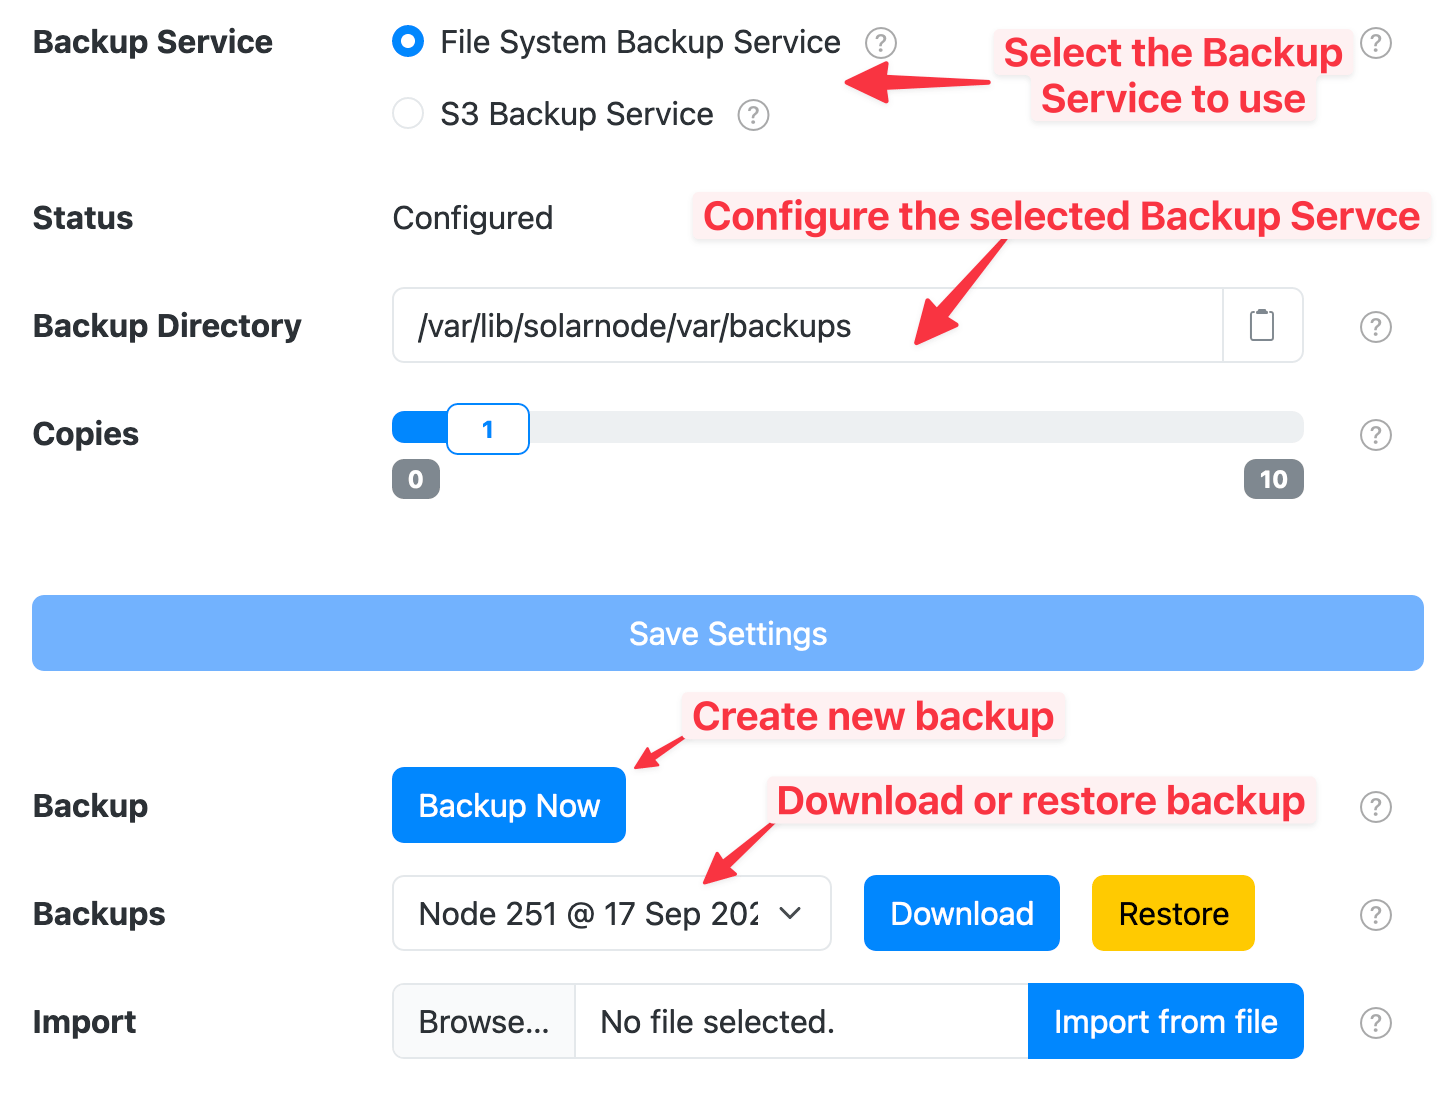 Backup Service
File System Backup Service ?
Select the Backup
Service to use
?
S3 Backup Service ?
Status
Configured
Configure the selected Backup Servce
Backup Directory
/var/lib/solarnode/var/backups
?
Copies
1
?
0
10
Save Settings
Create new backup
Backup
Backup Now
Download or restore backup
?
Backups
Node 251 @ 17 Sep 202
Download
Restore
?
Import
Browse...
No file selected.
Import from file
?